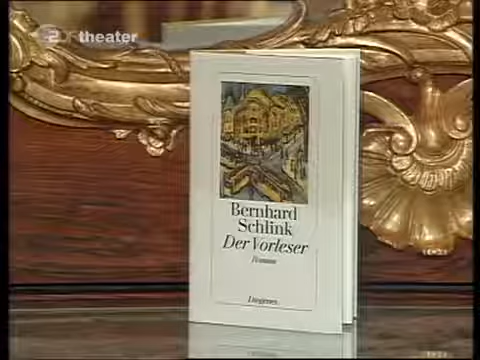 ZDFtheater
Bernhard
Schlink
Der Vorleser
Roman
Diogenes